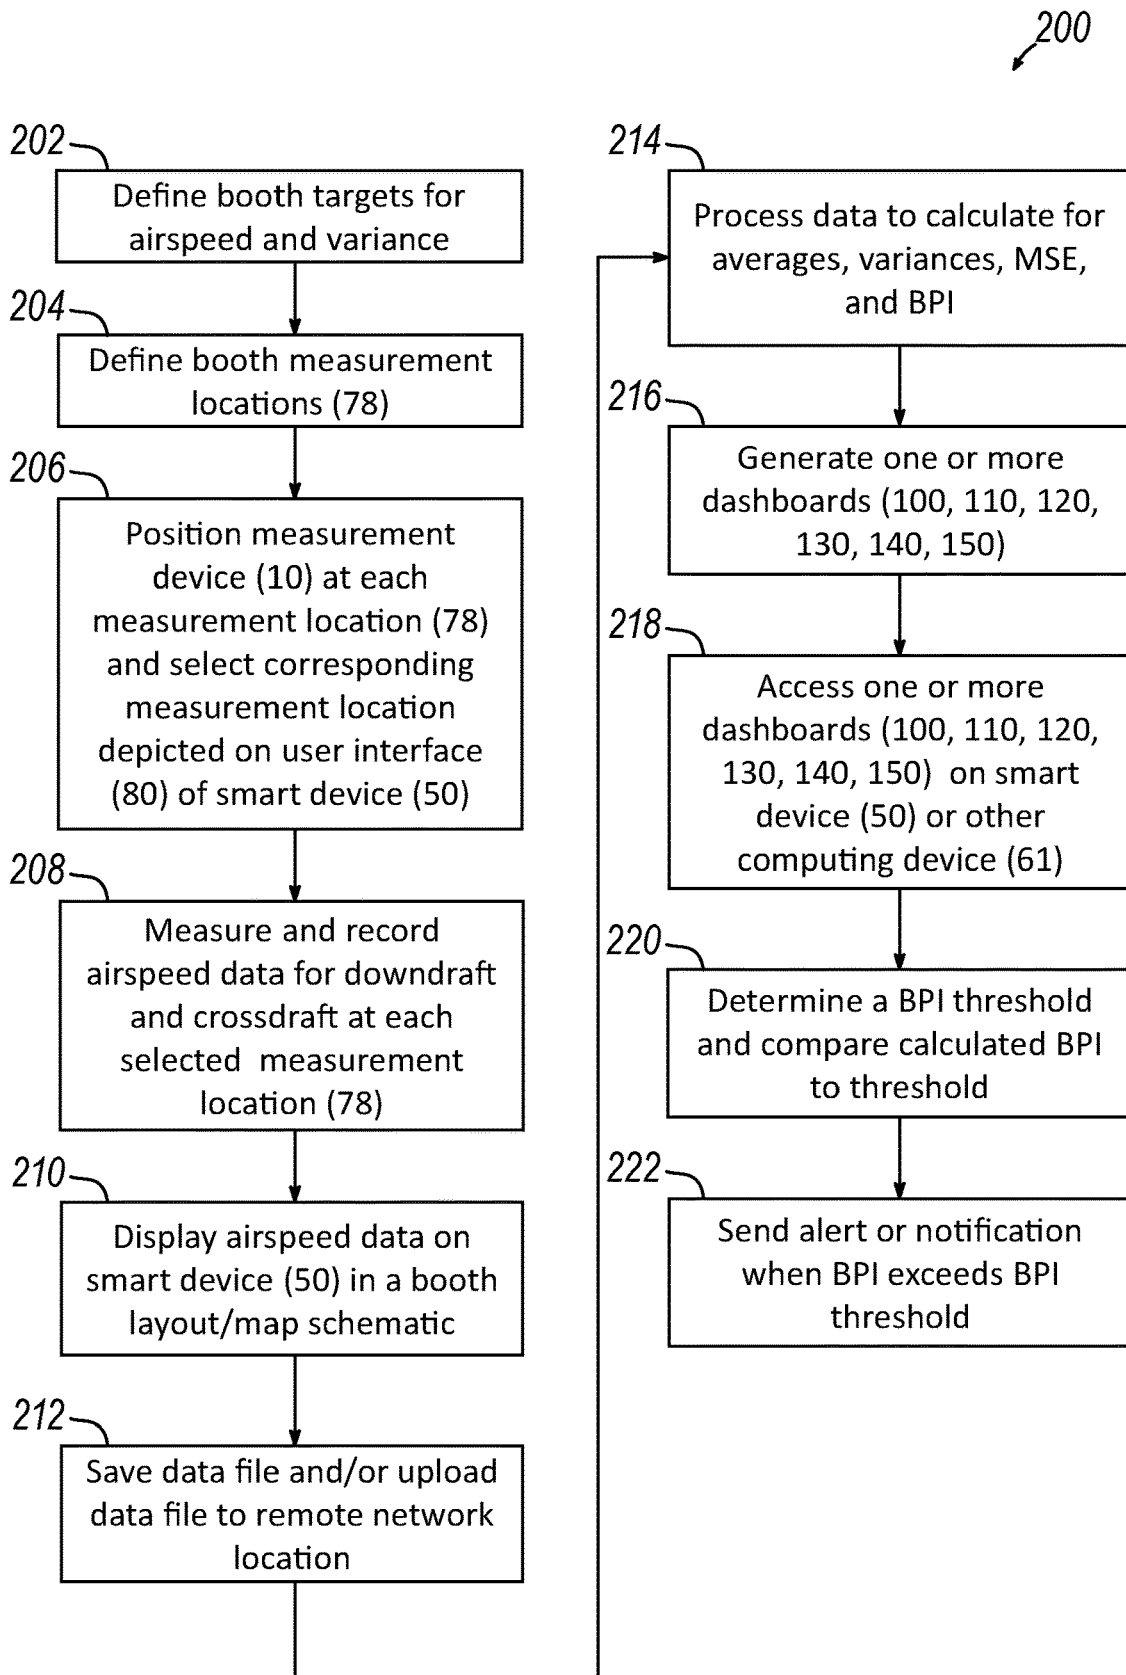 200
202
Define booth targets for
airspeed and variance
204
Define booth measurement
locations (78)
206
Position measurement
device (10) at each
measurement location (78)
and select corresponding
measurement location
depicted on user interface
(80) of smart device (50)
208
Measure and record
airspeed data for downdraft
and crossdraft at each
selected measurement
location (78)
210
Display airspeed data on
smart device (50) in a booth
layout/map schematic
212
Save data file and/or upload
data file to remote network
location
214
Process data to calculate for
averages, variances, MSE,
and BPI
216
Generate one or more
dashboards (100, 110, 120,
130, 140, 150)
218
Access one or more
dashboards (100, 110, 120,
130, 140, 150) on smart
device (50) or other
computing device (61)
220
Determine a BPI threshold
and compare calculated BPI
to threshold
222
Send alert or notification
when BPI exceeds BPI
threshold